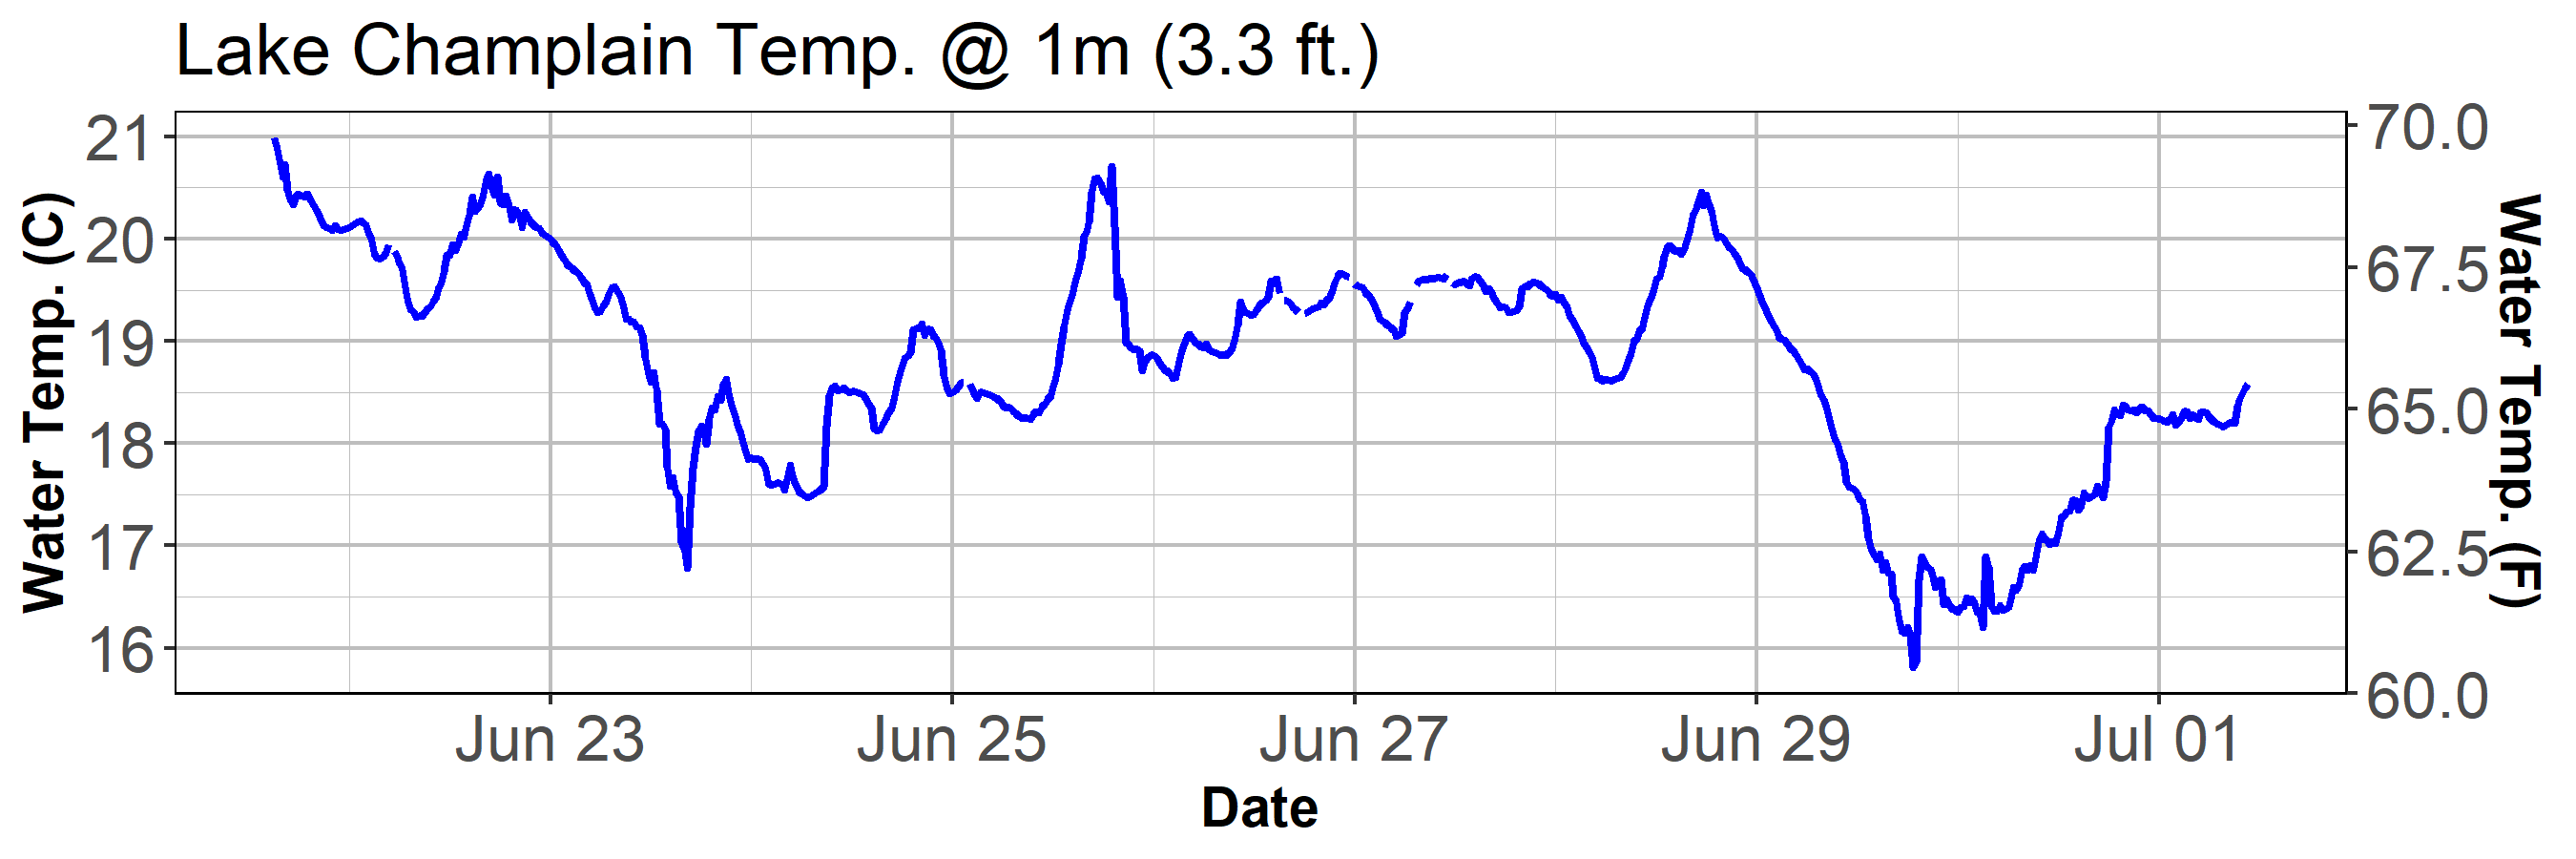 Lake Champlain Temp. @ 1m (3.3 ft.)
Water Temp. (C)
21
20
19
18
17
16
70.0
67.5
65.0
62.5
60.0
Water Temp. (F)
Jun 23 Jun 25 Jun 27 Jun 29 Jul 01
Date